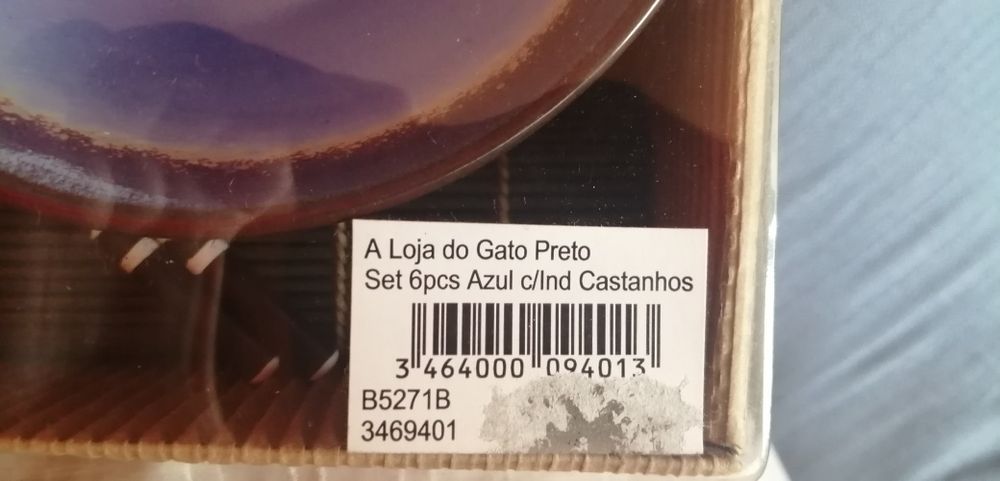 A Loja do Gato Preto
Set 6pcs Azul c/Ind Castanhos
3 464000 094013
B5271B
3469401